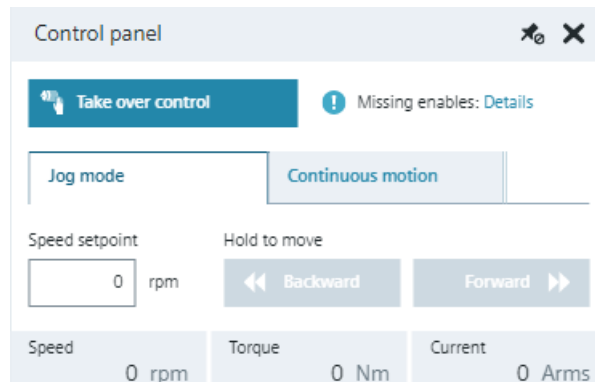 Control panel
Take over control
Missing enables: Details
Jog mode
Continuous motion
Speed setpoint
Hold to move
0 rpm
Backward
Forward
Speed
Torque
Current
0 rpm
0 Nm
0 Arms